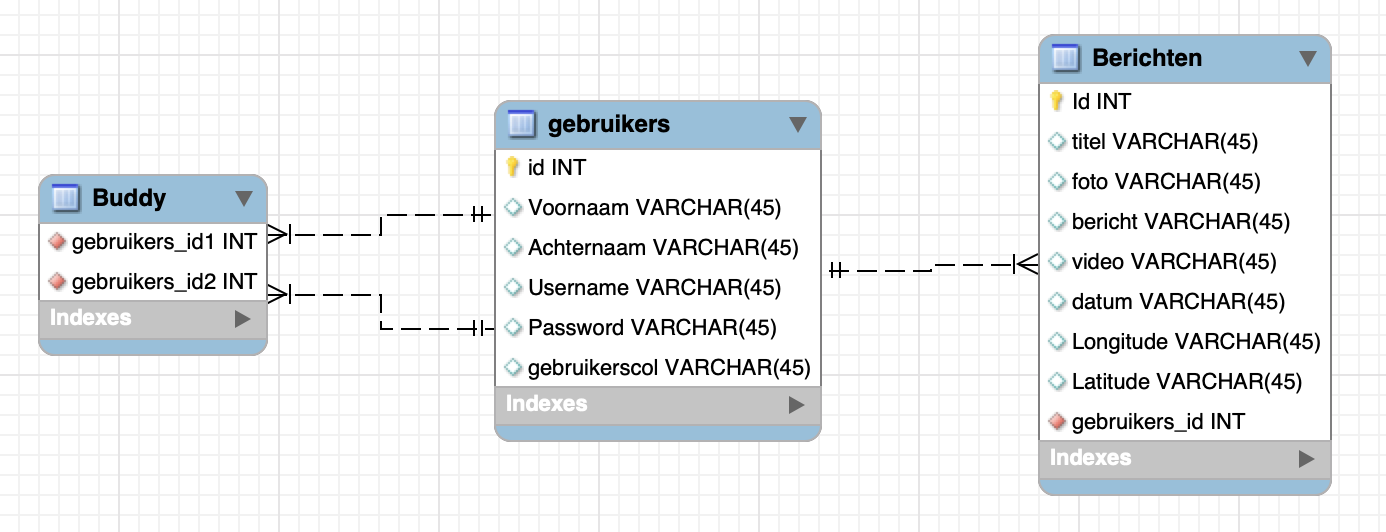 Buddy
gebruikers_id1 INT
gebruikers_id2 INT
Indexes
gebruikers
id INT
Voornaam VARCHAR(45)
Achternaam VARCHAR(45)
Username VARCHAR(45)
Password VARCHAR(45)
gebruikerscol VARCHAR(45)
Indexes
Berichten
Id INT
titel VARCHAR(45)
foto VARCHAR(45)
bericht VARCHAR(45)
video VARCHAR(45)
datum VARCHAR(45)
Longitude VARCHAR(45)
Latitude VARCHAR(45)
gebruikers_id INT
Indexes